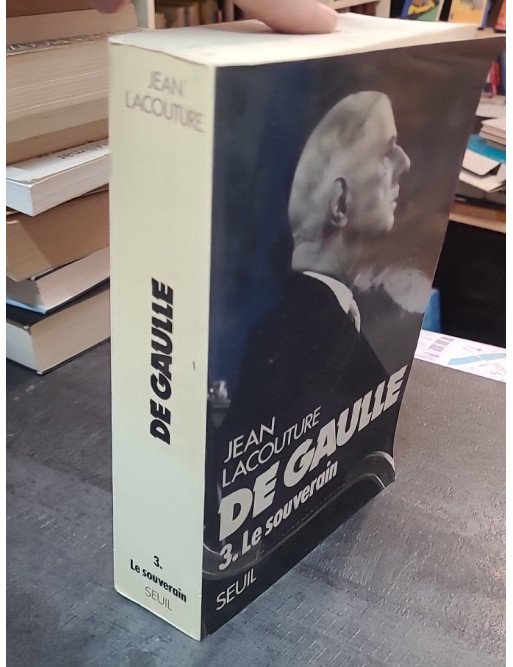 JEAN
LACOUTURE
DE GAULLE
3.
Le souverain
SEUIL
JEAN
LACOUTURE
DE GAULLE
3. Le souverain
SEUIL